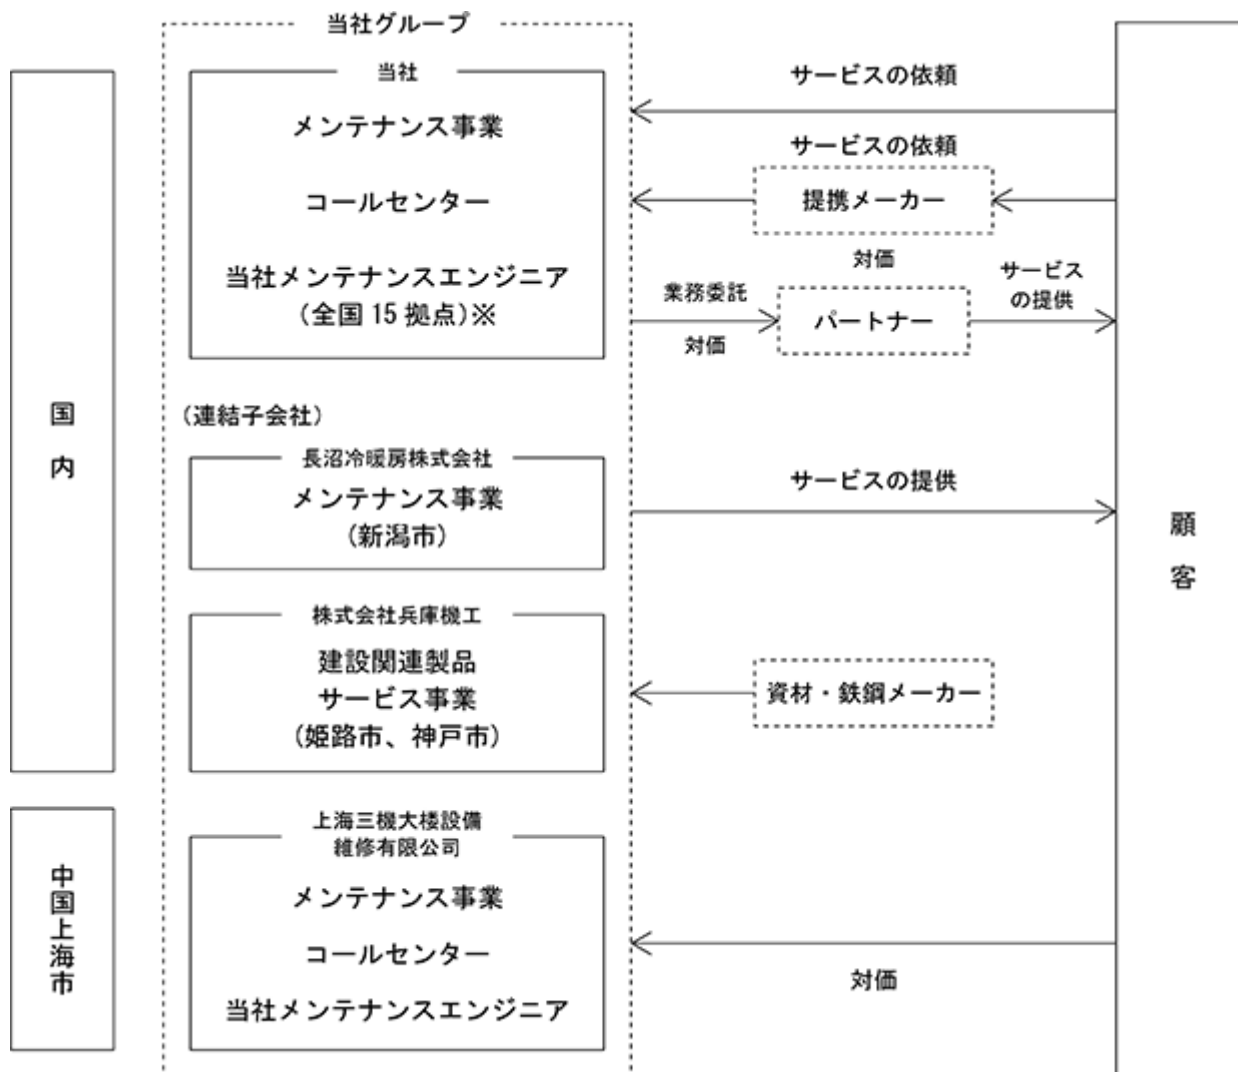 当社グループ
国内
当社
メンテナンス事業
コールセンター
当社メンテナンスエンジニア
（全国15拠点）※
（連結子会社）
長沼冷暖房株式会社
メンテナンス事業
（新潟市）
株式会社兵庫機工
建設関連製品
サービス事業
（姫路市、神戸市）
中国上海市
上海三機大楼設備
維修有限公司
メンテナンス事業
コールセンター
当社メンテナンスエンジニア
サービスの依頼
サービスの依頼
提携メーカー
対価
業務委託
対価
パートナー
サービス
の提供
サービスの提供
資材・鉄鋼メーカー
対価
顧客